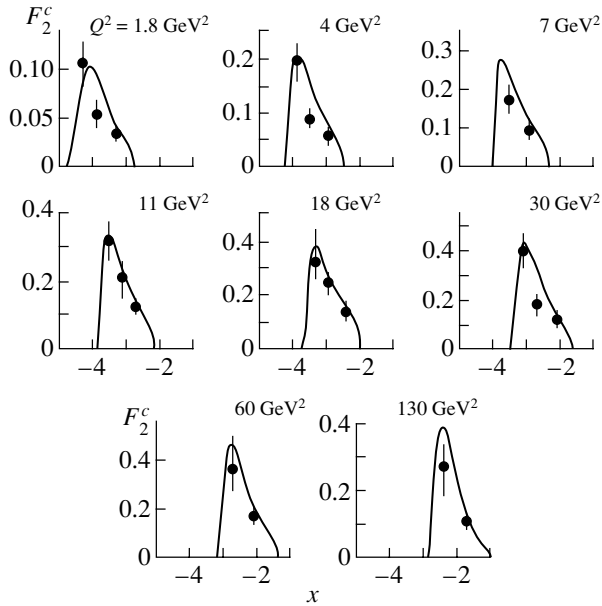 F₂ᶜ Q² = 1.8 GeV² 4 GeV² 7 GeV²
0.10 0.2 0.3
0.05 0.1 0.2
0.1
0 0 0
11 GeV² 18 GeV² 30 GeV²
0.4 0.4 0.4
0.2 0.2 0.2
0 0 0
−4 −2 −4 −2 −4 −2
F₂ᶜ 60 GeV² 130 GeV²
0.4 0.4
0.2 0.2
0 0
−4 −2 −4 −2
x